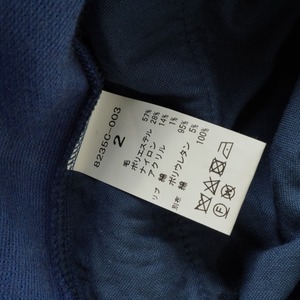 8235C-003
2
毛 57%
ポリエステル 28%
ナイロン 14%
アクリル 1%
リブ 綿 95%
ポリウレタン 5%
別布 綿 100%
F